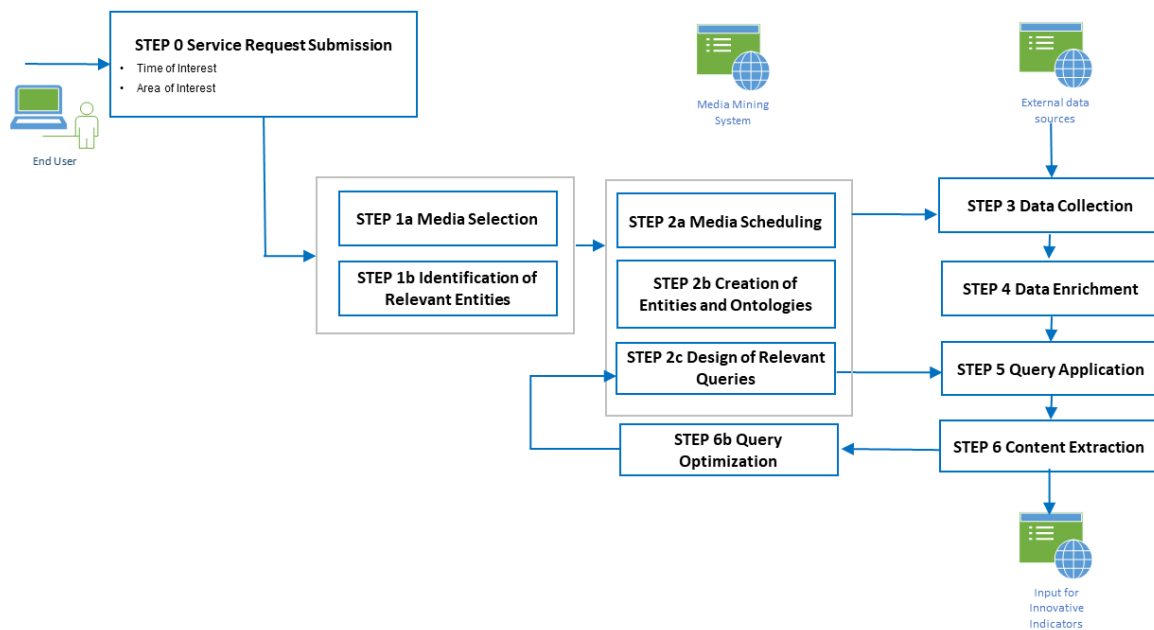 STEP 0 Service Request Submission
• Time of Interest
• Area of Interest
End User
Media Mining
System
External data
sources
STEP 1a Media Selection
STEP 1b Identification of
Relevant Entities
STEP 2a Media Scheduling
STEP 2b Creation of
Entities and Ontologies
STEP 2c Design of Relevant
Queries
STEP 3 Data Collection
STEP 4 Data Enrichment
STEP 5 Query Application
STEP 6 Content Extraction
STEP 6b Query
Optimization
Input for
Innovative
Indicators